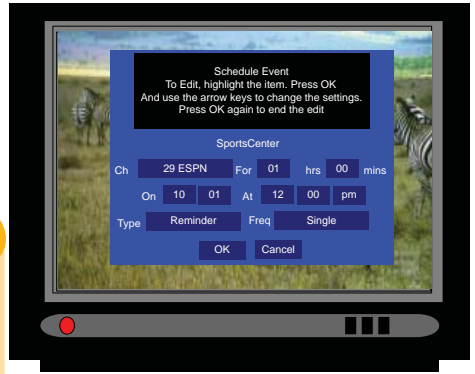 Schedule Event
To Edit, highlight the item. Press OK
And use the arrow keys to change the settings.
Press OK again to end the edit
SportsCenter
Ch 29 ESPN For 01 hrs 00 mins
On 10 01 At 12 00 pm
Type Reminder Freq Single
OK Cancel